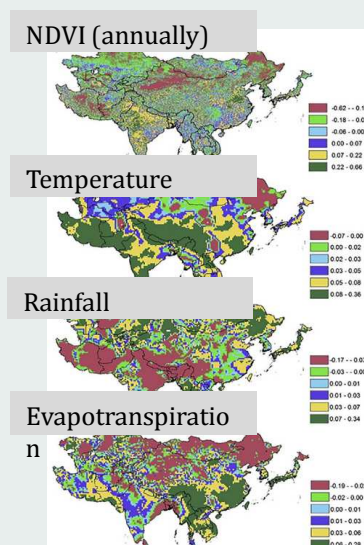 NDVI (annually)
-0.18 - -0.0
-0.06 - 0.00
0.00 - 0.07
0.07 - 0.22
0.22 - 0.66
Temperature
-0.07 - 0.00
0.00 - 0.02
0.02 - 0.03
0.03 - 0.05
0.05 - 0.08
0.08 - 0.36
Rainfall
-0.17 - -0.03
-0.03 - -0.00
0.00 - 0.01
0.01 - 0.03
0.03 - 0.07
0.07 - 0.34
Evapotranspiratio
n
-0.19 - -0.02
-0.02 - 0.00
0.00 - 0.01
0.01 - 0.03
0.03 - 0.06